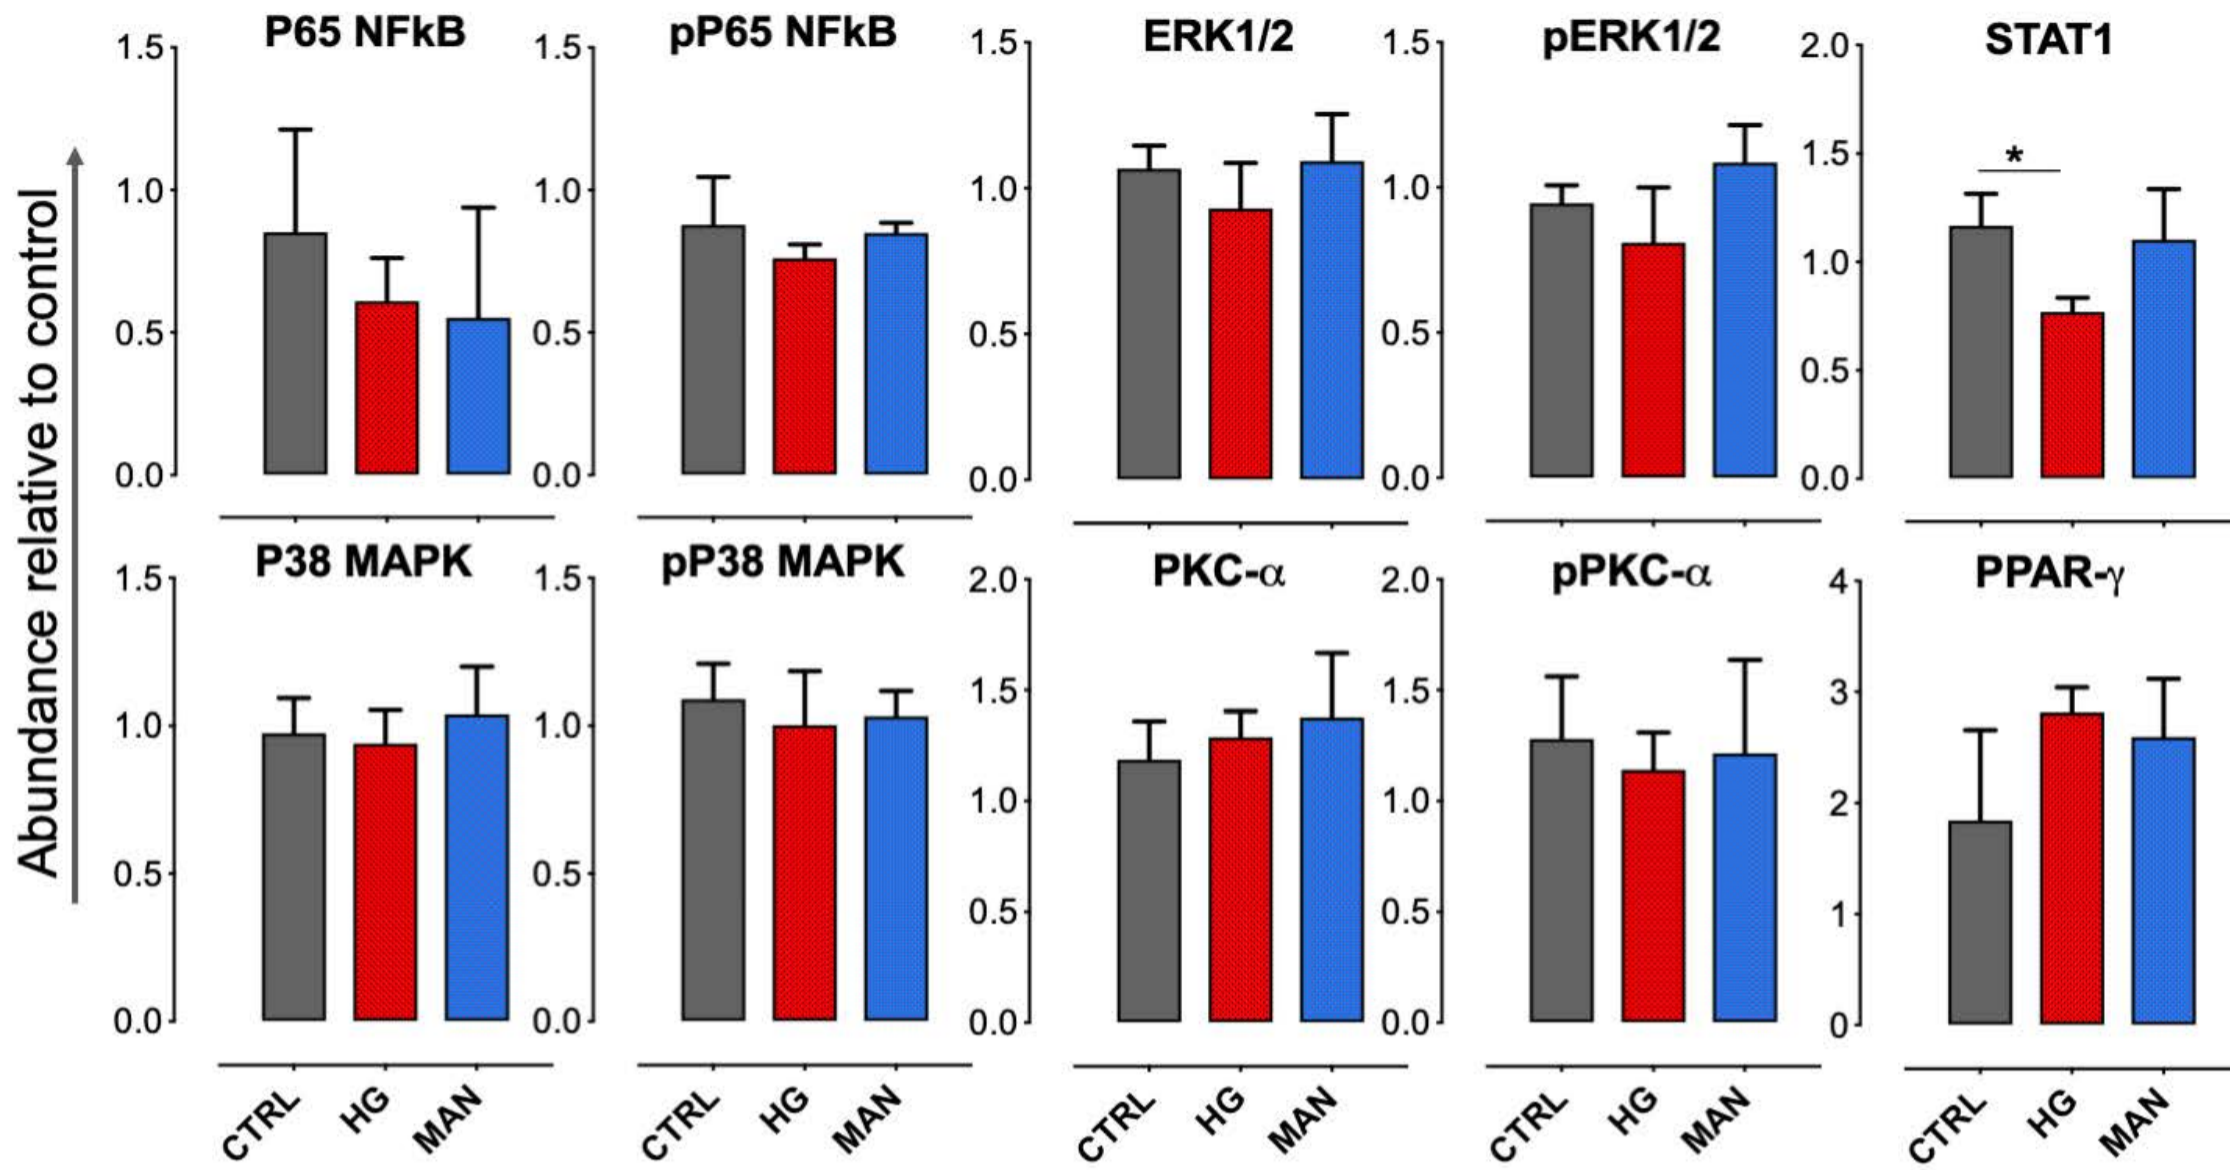 Abundance relative to control
P65 NFkB
1.5
1.0
0.5
0.0
pP65 NFkB
1.5
1.0
0.5
0.0
ERK1/2
1.5
1.0
0.5
0.0
pERK1/2
1.5
1.0
0.5
0.0
STAT1
2.0
1.5
1.0
0.5
0.0
*
P38 MAPK
1.5
1.0
0.5
0.0
CTRL
HG
MAN
pP38 MAPK
1.5
1.0
0.5
0.0
CTRL
HG
MAN
PKC-α
2.0
1.5
1.0
0.5
0.0
CTRL
HG
MAN
pPKC-α
2.0
1.5
1.0
0.5
0.0
CTRL
HG
MAN
PPAR-γ
4
3
2
1
0
CTRL
HG
MAN